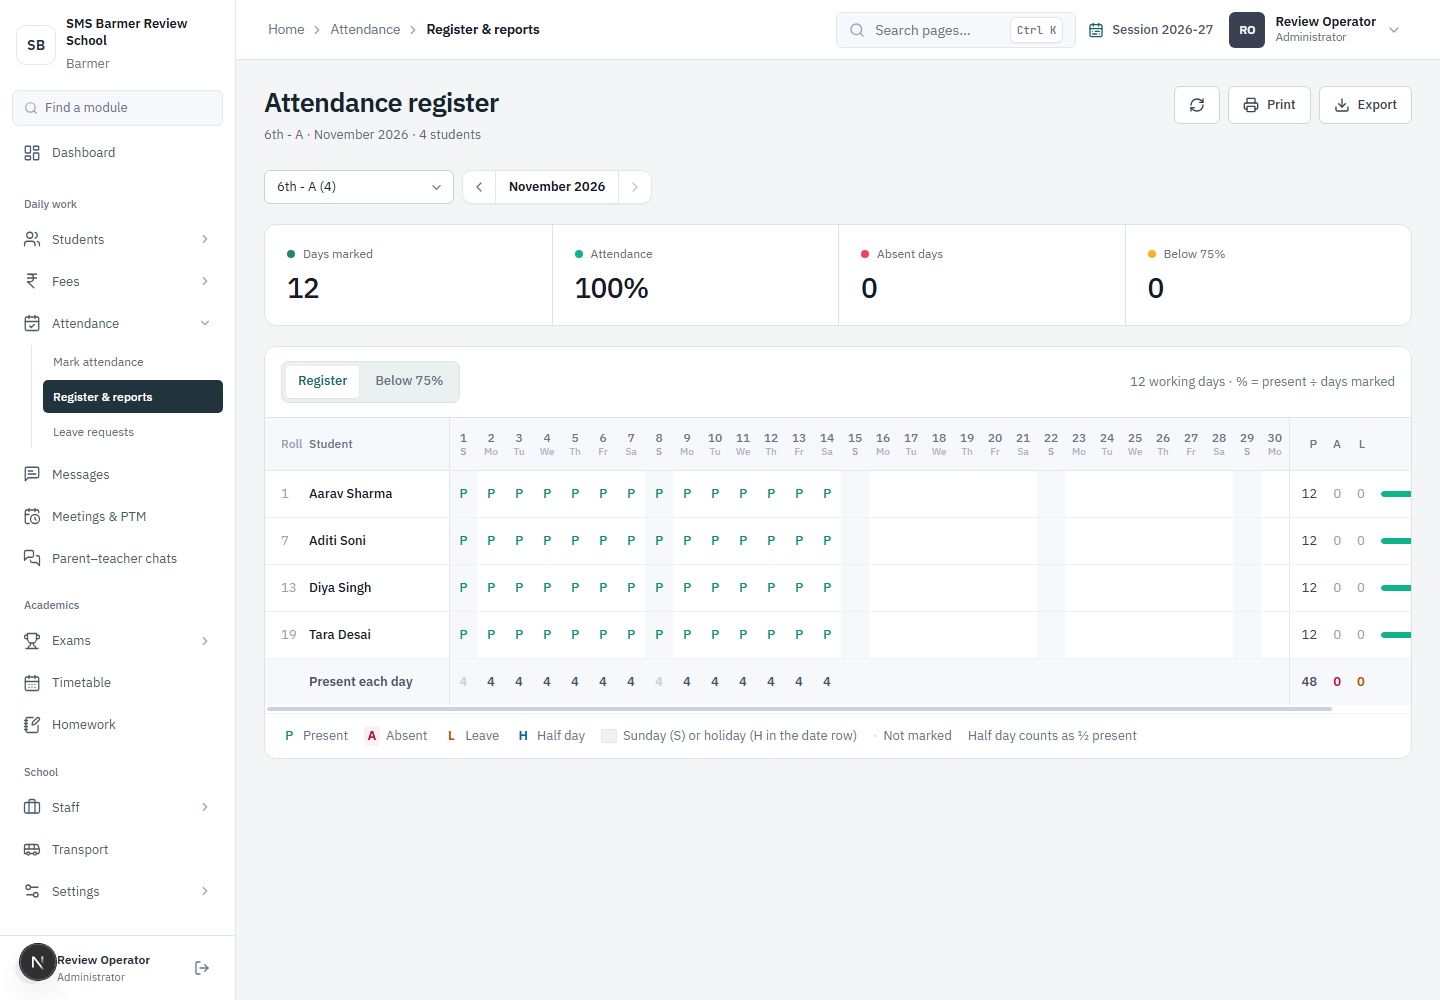 SMS Barmer Review School
Barmer
SB
Find a module
Dashboard
Daily work
Students
Fees
Attendance
Mark attendance
Register & reports
Leave requests
Messages
Meetings & PTM
Parent–teacher chats
Academics
Exams
Timetable
Homework
School
Staff
Transport
Settings
N
Review Operator
Administrator
Home
Attendance
Register & reports
Search pages...
Ctrl K
Session 2026-27
RO
Review Operator
Administrator
Attendance register
6th - A · November 2026 · 4 students
Print
Export
6th - A (4)
November 2026
Days marked
12
Attendance
100%
Absent days
0
Below 75%
0
Register
Below 75%
12 working days · % = present ÷ days marked
Roll Student 1 2 3 4 5 6 7 8 9 10 11 12 13 14 15 16 17 18 19 20 21 22 23 24 25 26 27 28 29 30 P A L
S Mo Tu We Th Fr Sa S Mo Tu We Th Fr Sa S Mo Tu We Th Fr Sa S Mo Tu We Th Fr Sa S Mo
1 Aarav Sharma P P P P P P P P P P P P P P 12 0 0
7 Aditi Soni P P P P P P P P P P P P P P 12 0 0
13 Diya Singh P P P P P P P P P P P P P P 12 0 0
19 Tara Desai P P P P P P P P P P P P P P 12 0 0
Present each day 4 4 4 4 4 4 4 4 4 4 4 4 4 4 48 0 0
P Present A Absent L Leave H Half day Sunday (S) or holiday (H in the date row) · Not marked Half day counts as ½ present